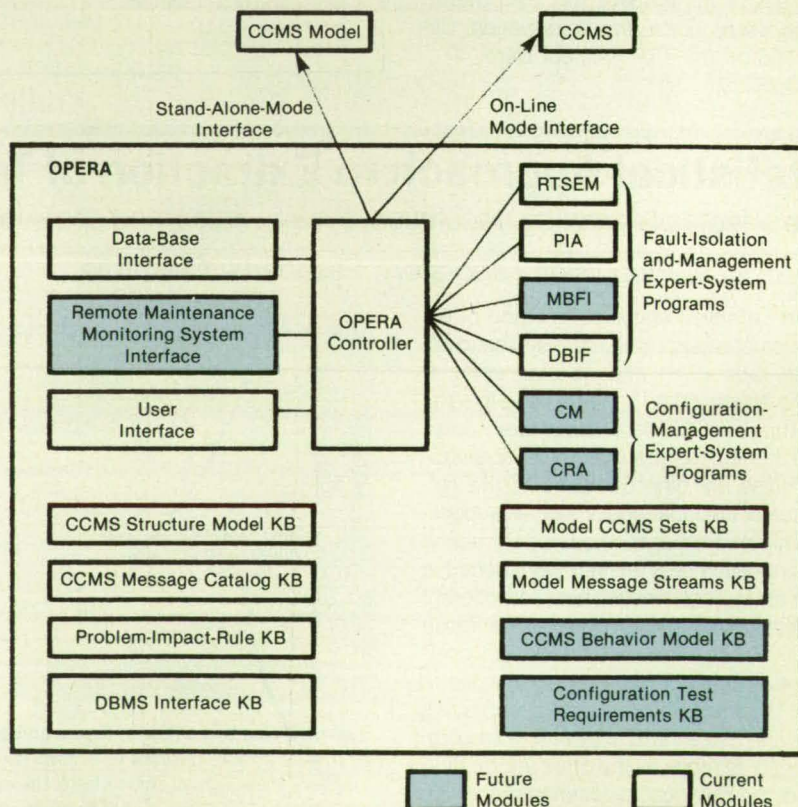 CCMS Model
CCMS
Stand-Alone-Mode
Interface
On-Line
Mode Interface
OPERA
Data-Base
Interface
Remote Maintenance
Monitoring System
Interface
User
Interface
OPERA
Controller
RTSEM
PIA
MBFI
DBIF
CM
CRA
Fault-Isolation
and-Management
Expert-System
Programs
Configuration-
Management
Expert-System
Programs
CCMS Structure Model KB
CCMS Message Catalog KB
Problem-Impact-Rule KB
DBMS Interface KB
Model CCMS Sets KB
Model Message Streams KB
CCMS Behavior Model KB
Configuration Test
Requirements KB
Future
Modules
Current
Modules